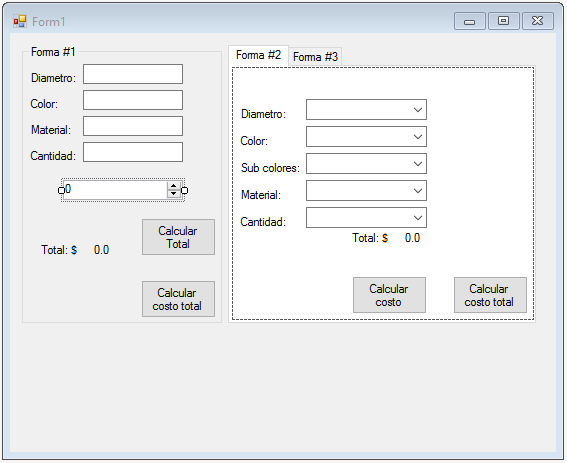 Form1
Forma #1
Diametro:
Color:
Material:
Cantidad:
0
Calcular
Total
Total: $ 0.0
Calcular
costo total
Forma #2 Forma #3
Diametro:
Color:
Sub colores:
Material:
Cantidad:
Total: $ 0.0
Calcular
costo
Calcular
costo total